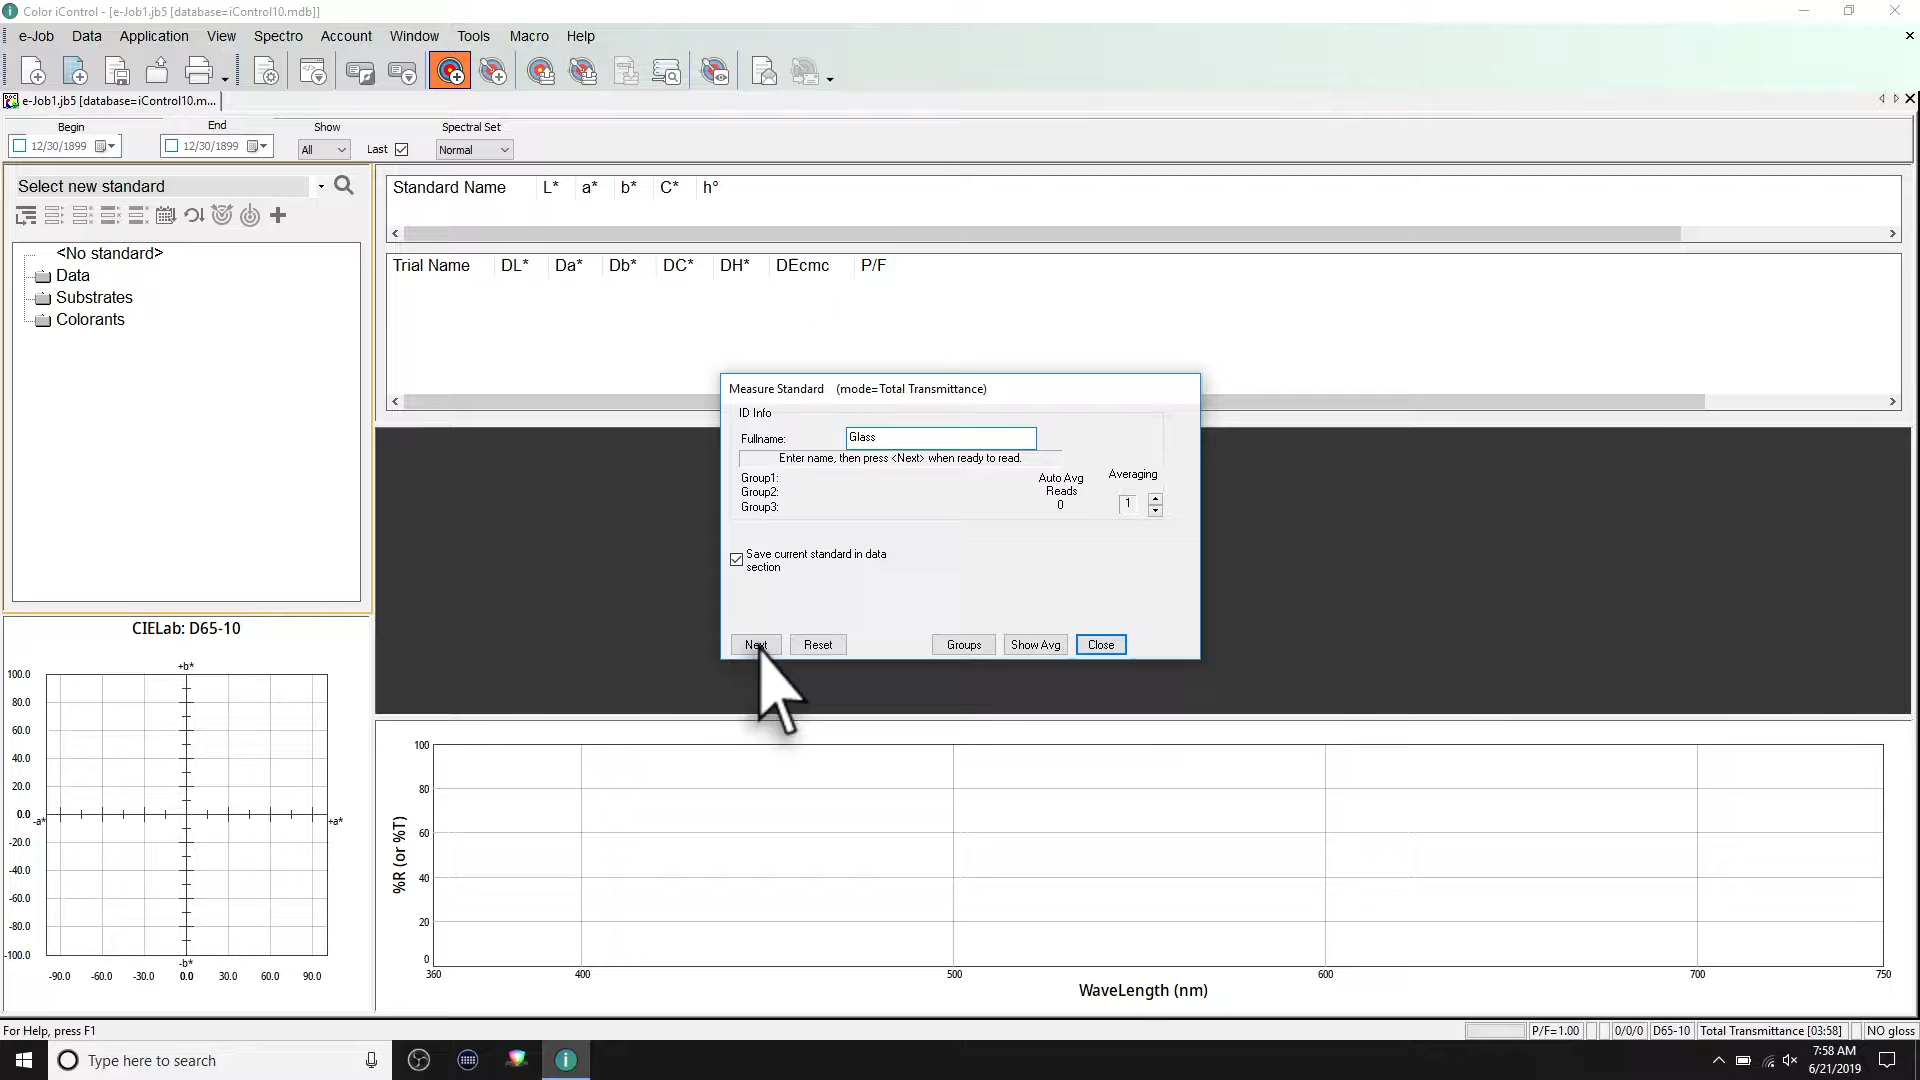 Color iControl - [e-Job1.jb5 [database=iControl10.mdb]]
e-Job Data Application View Spectro Account Window Tools Macro Help
e-Job1.jb5 [database=iControl10.m...
Begin End Show Spectral Set
12/30/1899 12/30/1899 All Last Normal
Select new standard
<No standard>
Data
Substrates
Colorants
Standard Name L* a* b* C* h°
Trial Name DL* Da* Db* DC* DH* DEcmc P/F
Measure Standard (mode=Total Transmittance)
ID Info
Fullname: Glass
Enter name, then press <Next> when ready to read.
Group1:
Group2:
Group3:
Auto Avg
Reads
0
Averaging
1
Save current standard in data
section
Next Reset Groups Show Avg Close
CIELab: D65-10
+b*
100.0
80.0
60.0
40.0
20.0
0.0
-a* +a*
-20.0
-40.0
-60.0
-80.0
-100.0
-b*
-90.0 -60.0 -30.0 0.0 30.0 60.0 90.0
%R (or %T)
100
80
60
40
20
0
360 400 500 600 700 750
WaveLength (nm)
For Help, press F1
P/F=1.00 0/0/0 D65-10 Total Transmittance [03:58] NO gloss
Type here to search
7:58 AM
6/21/2019